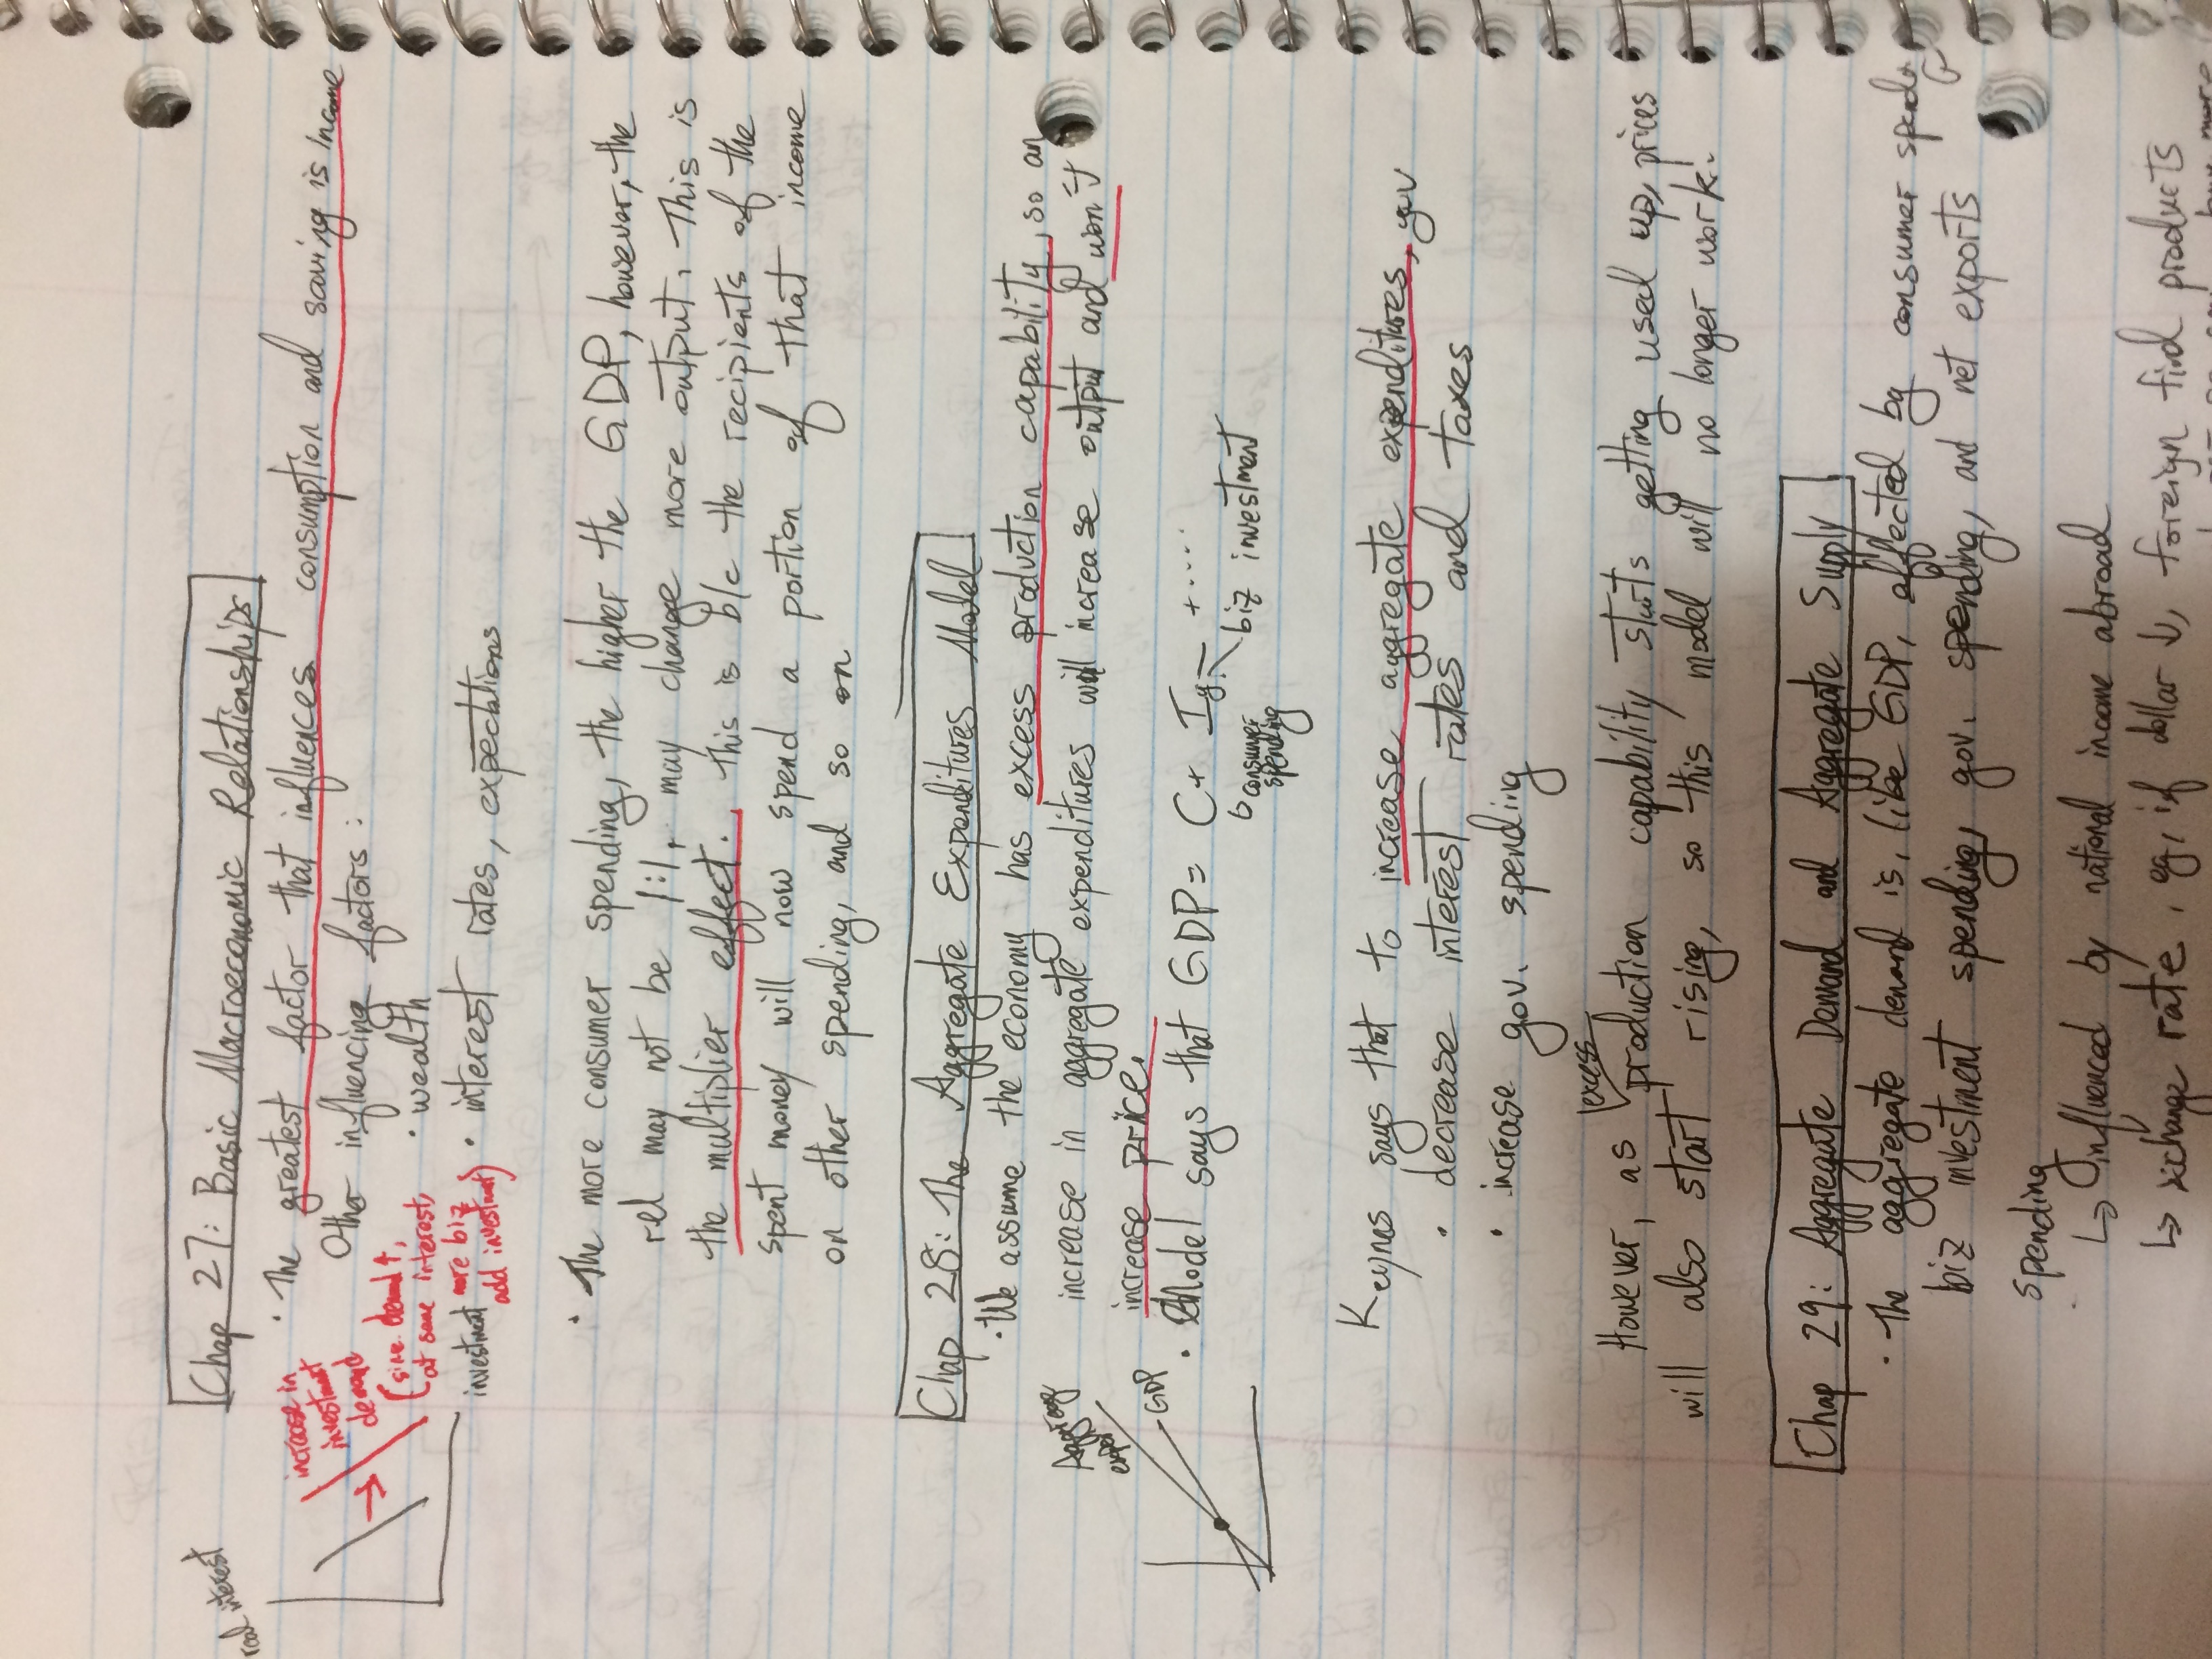 Chap 27: Basic Macroeconomic Relationships
real interest
increase in
investment
demand
(since demand ↑,
at same interest,
more biz
add investment)
investment
· The greatest factor that influences consumption and saving is income
Other influencing factors:
· wealth
· interest rates, expectations
· The more consumer spending, the higher the GDP, however, the
rel may not be 1:1, may change more output. This is
the multiplier effect. This is b/c the recipients of the
spent money will now spend a portion of that income
on other spending, and so on
Chap 28: The Aggregate Expenditures Model
· We assume the economy has excess production capability, so an
increase in aggregate expenditures will increase output and won't
increase price.
GDP
· Model says that GDP = C + Ig + .....
consumer
spending
biz investment
Keynes says that to increase aggregate expenditures, gov
· decrease interest rates and taxes
· increase gov. spending
However, as excess production capability starts getting used up, prices
will also start rising, so this model will no longer work.
Chap 29: Aggregate Demand and Aggregate Supply
· The aggregate demand is, like GDP, affected by consumer
biz investment spending, gov. spending, and net exports
spending
↳ influenced by national income abroad
↳ exchange rate, eg, if dollar ↓, foreign find products